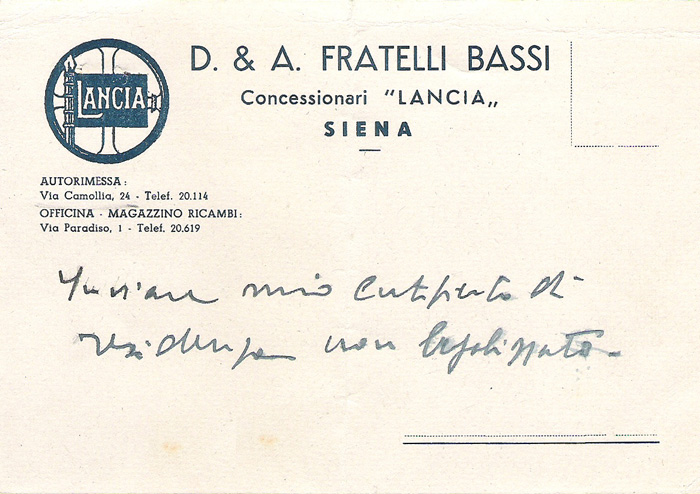 LANCIA
D. & A. FRATELLI BASSI
Concessionari "LANCIA„
SIENA
AUTORIMESSA:
Via Camollia, 24 - Telef. 20.114
OFFICINA - MAGAZZINO RICAMBI:
Via Paradiso, 1 - Telef. 20.619
Inviare mio Certificato di
residenza non legalizzato.